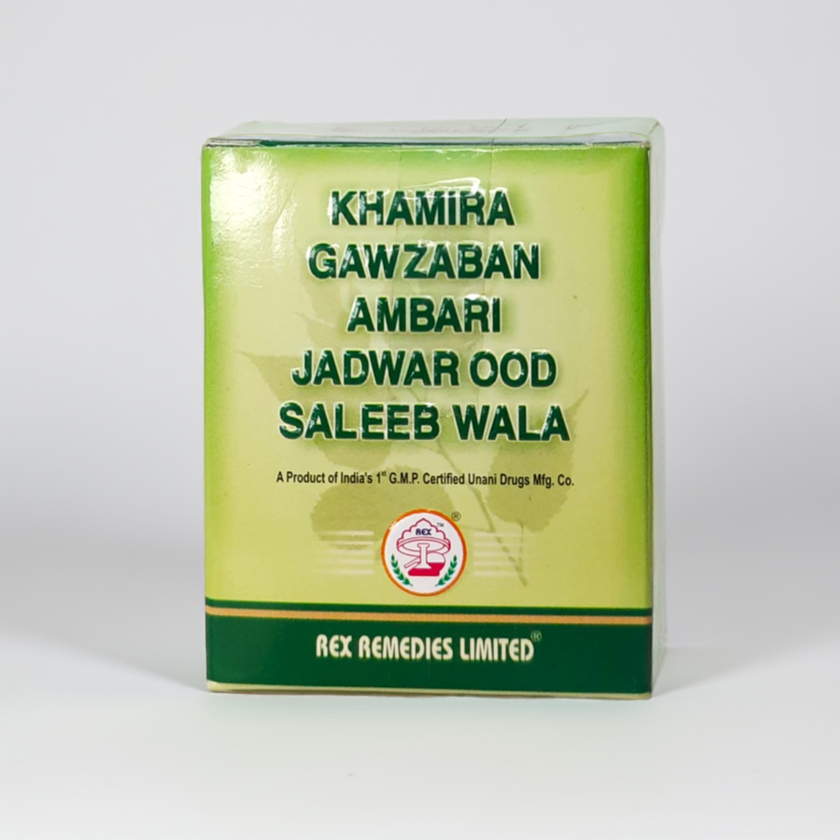 KHAMIRA
GAWZABAN
AMBARI
JADWAR OOD
SALEEB WALA
A Product of India's 1st G.M.P. Certified Unani Drugs Mfg. Co.
REX ™ ®
REX REMEDIES LIMITED®